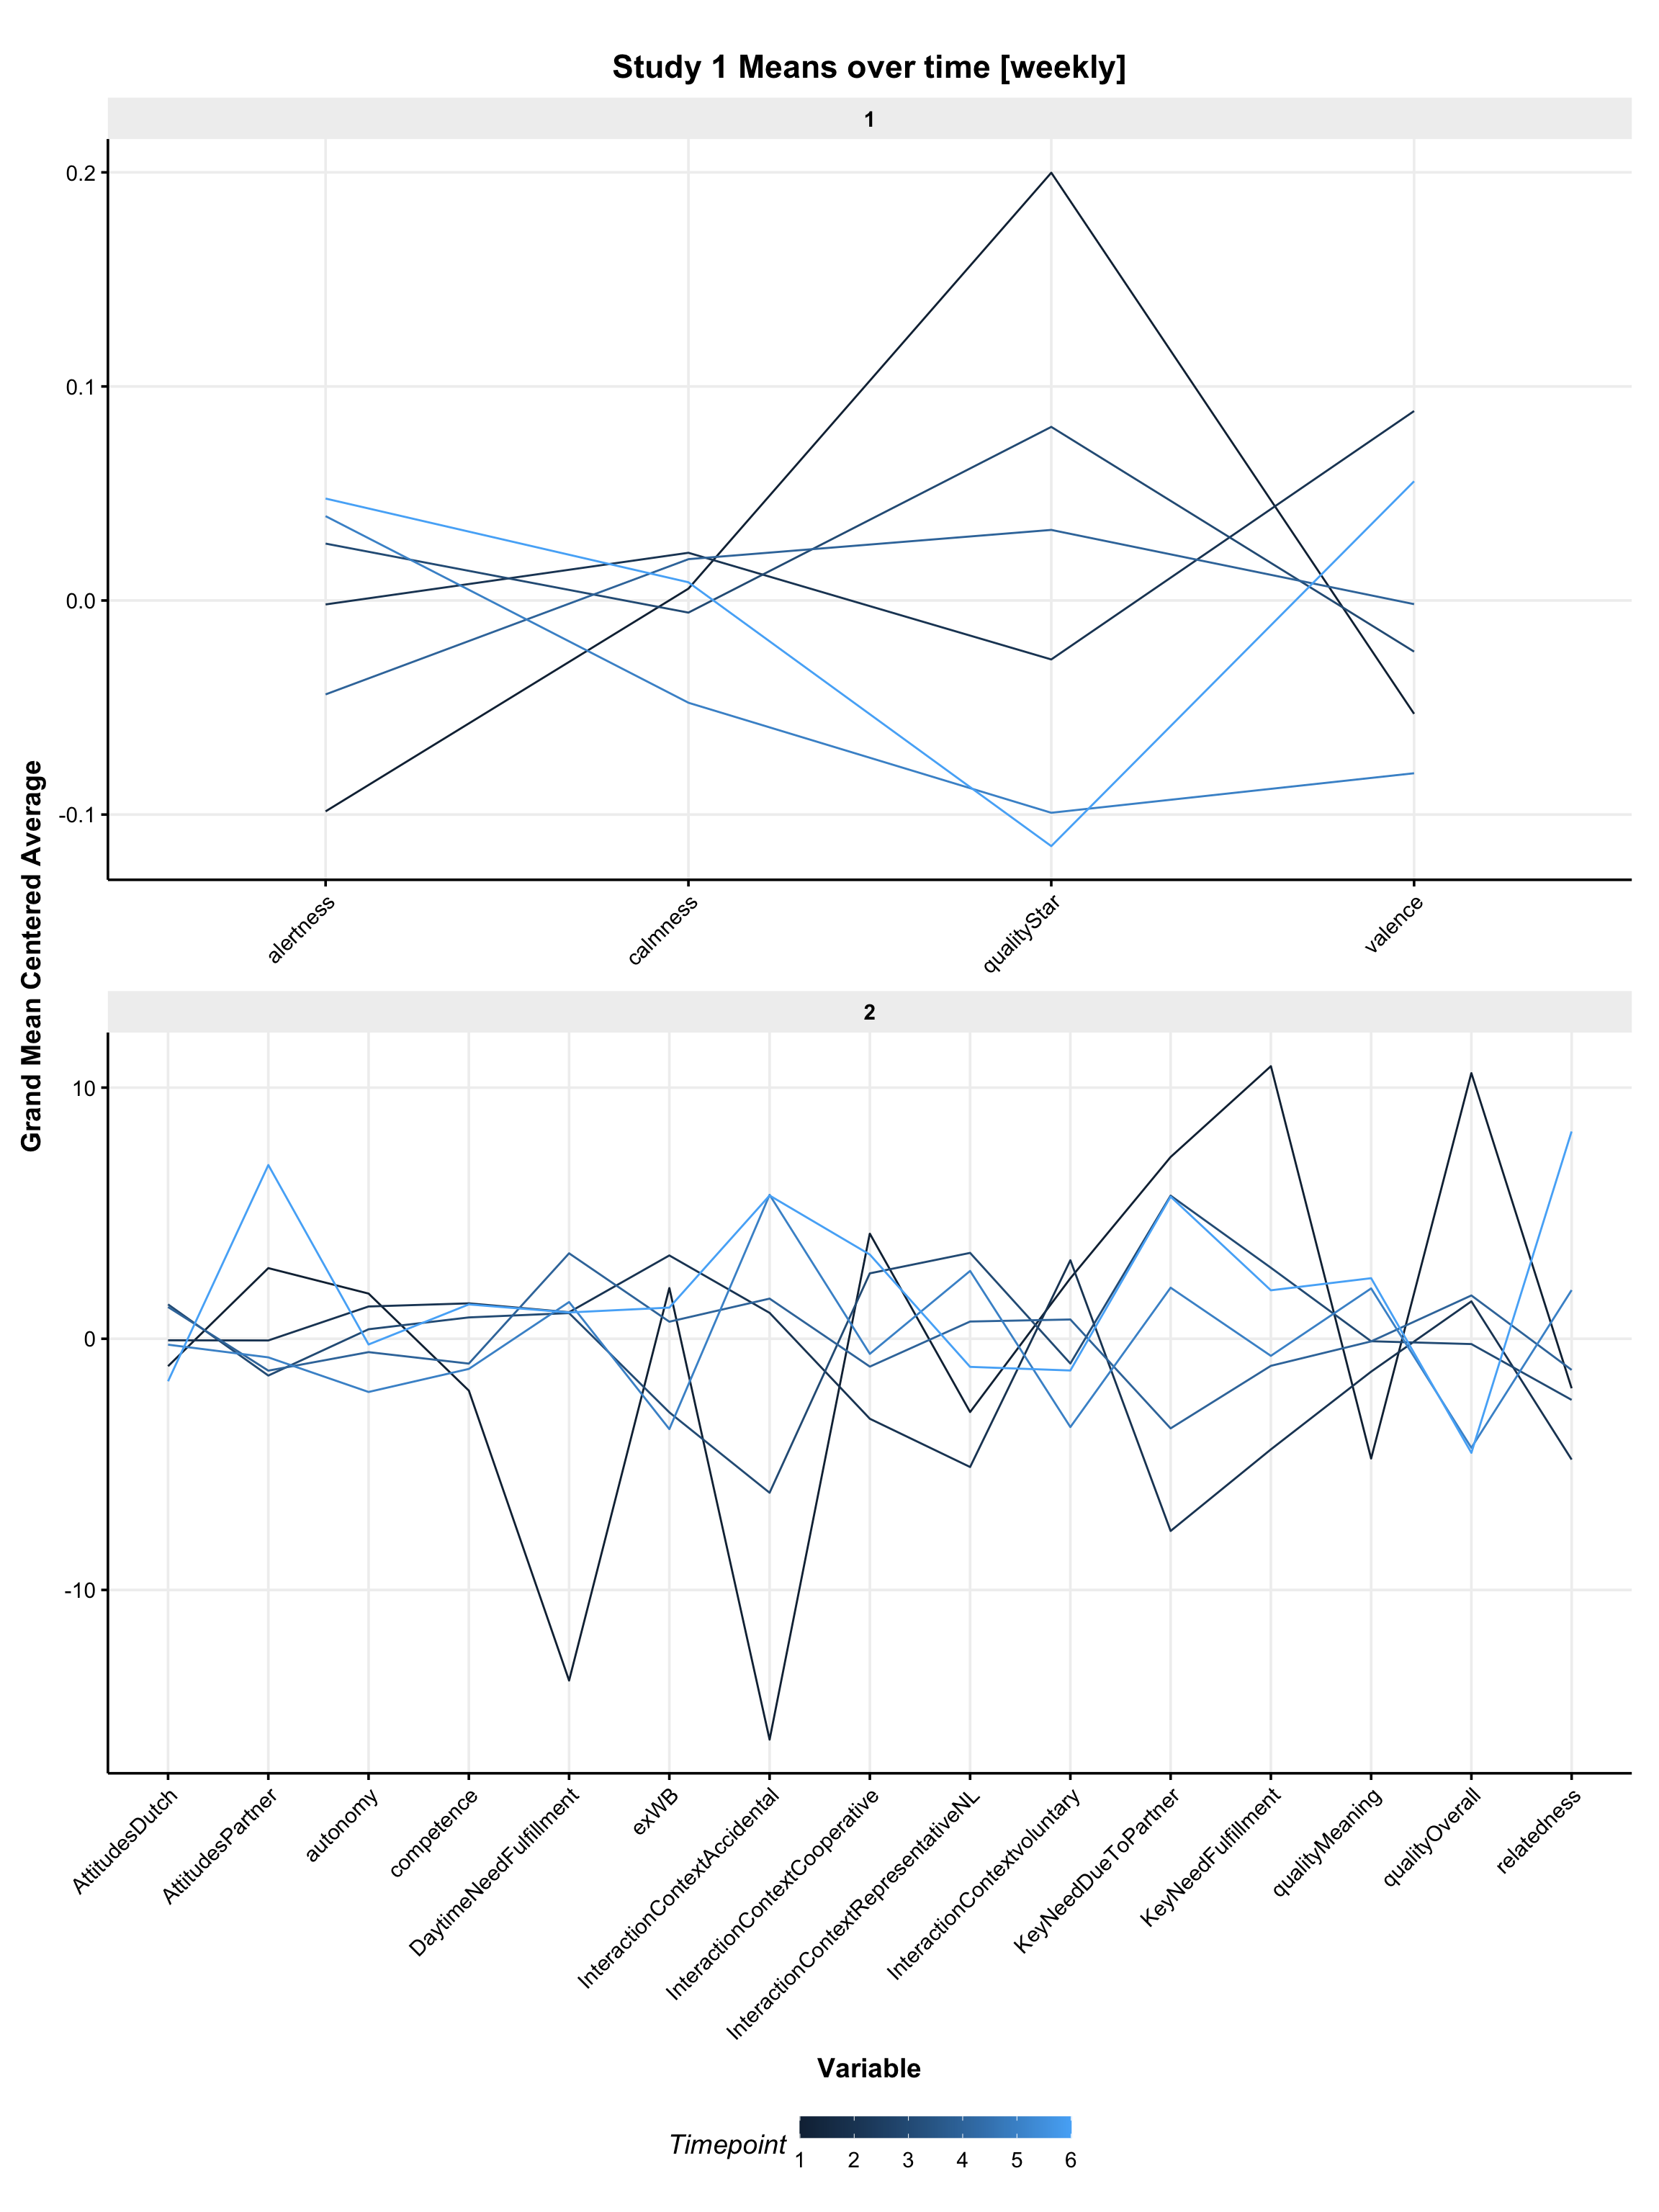 Study 1 Means over time [weekly]
1
0.2
0.1
0.0
-0.1
alertness
calmness
qualityStar
valence
Grand Mean Centered Average
2
10
0
-10
AttitudesDutch
AttitudesPartner
autonomy
competence
DaytimeNeedFulfillment
exWB
InteractionContextAccidental
InteractionContextCooperative
InteractionContextRepresentativeNL
InteractionContextvoluntary
KeyNeedDueToPartner
KeyNeedFulfillment
qualityMeaning
qualityOverall
relatedness
Variable
Timepoint
1 2 3 4 5 6